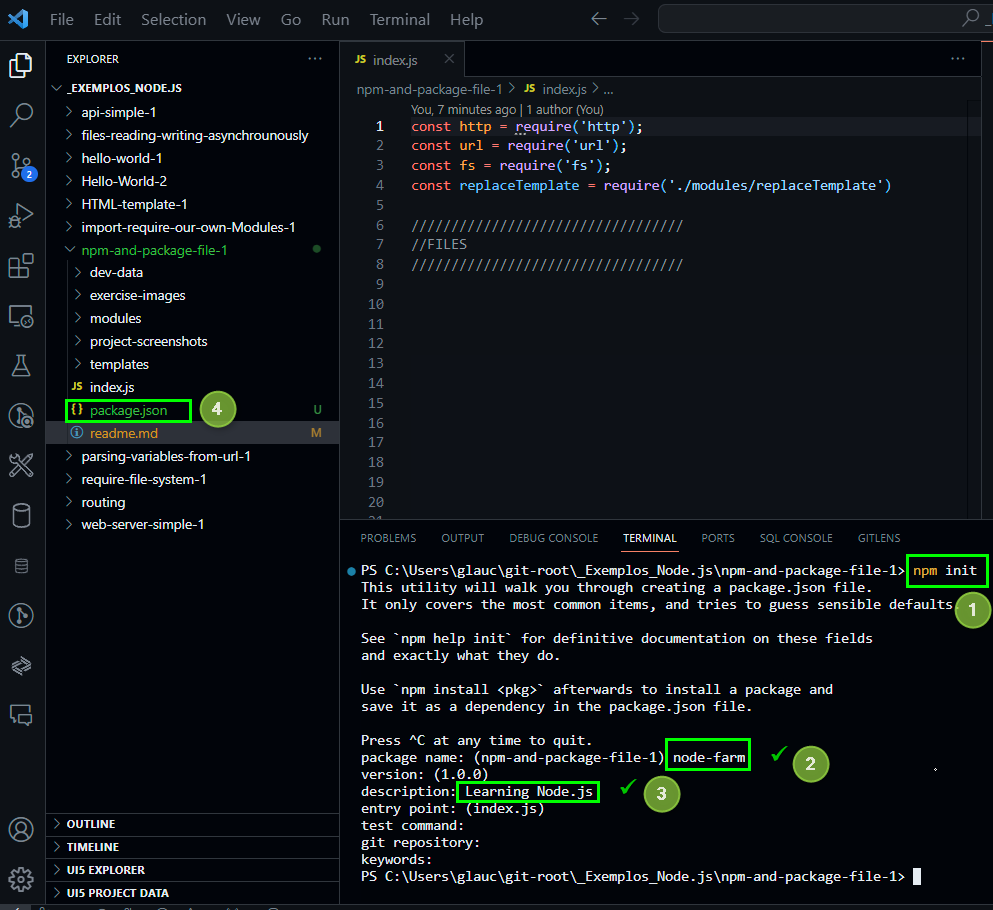 File Edit Selection View Go Run Terminal Help
EXPLORER
_EXEMPLOS_NODE.JS
api-simple-1
files-reading-writing-asynchrounously
hello-world-1
Hello-World-2
HTML-template-1
import-require-our-own-Modules-1
npm-and-package-file-1
dev-data
exercise-images
modules
project-screenshots
templates
JS index.js
{} package.json 4 U
readme.md M
parsing-variables-from-url-1
require-file-system-1
routing
web-server-simple-1
OUTLINE
TIMELINE
UI5 EXPLORER
UI5 PROJECT DATA
2
JS index.js
npm-and-package-file-1 > JS index.js > ...
You, 7 minutes ago | 1 author (You)
1 const http = require('http');
2 const url = require('url');
3 const fs = require('fs');
4 const replaceTemplate = require('./modules/replaceTemplate')
5
6 //////////////////////////////////
7 //FILES
8 //////////////////////////////////
9
10
11
12
13
14
15
16
17
18
19
20
21
PROBLEMS OUTPUT DEBUG CONSOLE TERMINAL PORTS SQL CONSOLE GITLENS
PS C:\Users\glauc\git-root\_Exemplos_Node.js\npm-and-package-file-1> npm init
This utility will walk you through creating a package.json file.
It only covers the most common items, and tries to guess sensible defaults. 1
See `npm help init` for definitive documentation on these fields
and exactly what they do.
Use `npm install <pkg>` afterwards to install a package and
save it as a dependency in the package.json file.
Press ^C at any time to quit.
package name: (npm-and-package-file-1) node-farm ✓ 2
version: (1.0.0)
description: Learning Node.js ✓ 3
entry point: (index.js)
test command:
git repository:
keywords:
PS C:\Users\glauc\git-root\_Exemplos_Node.js\npm-and-package-file-1>